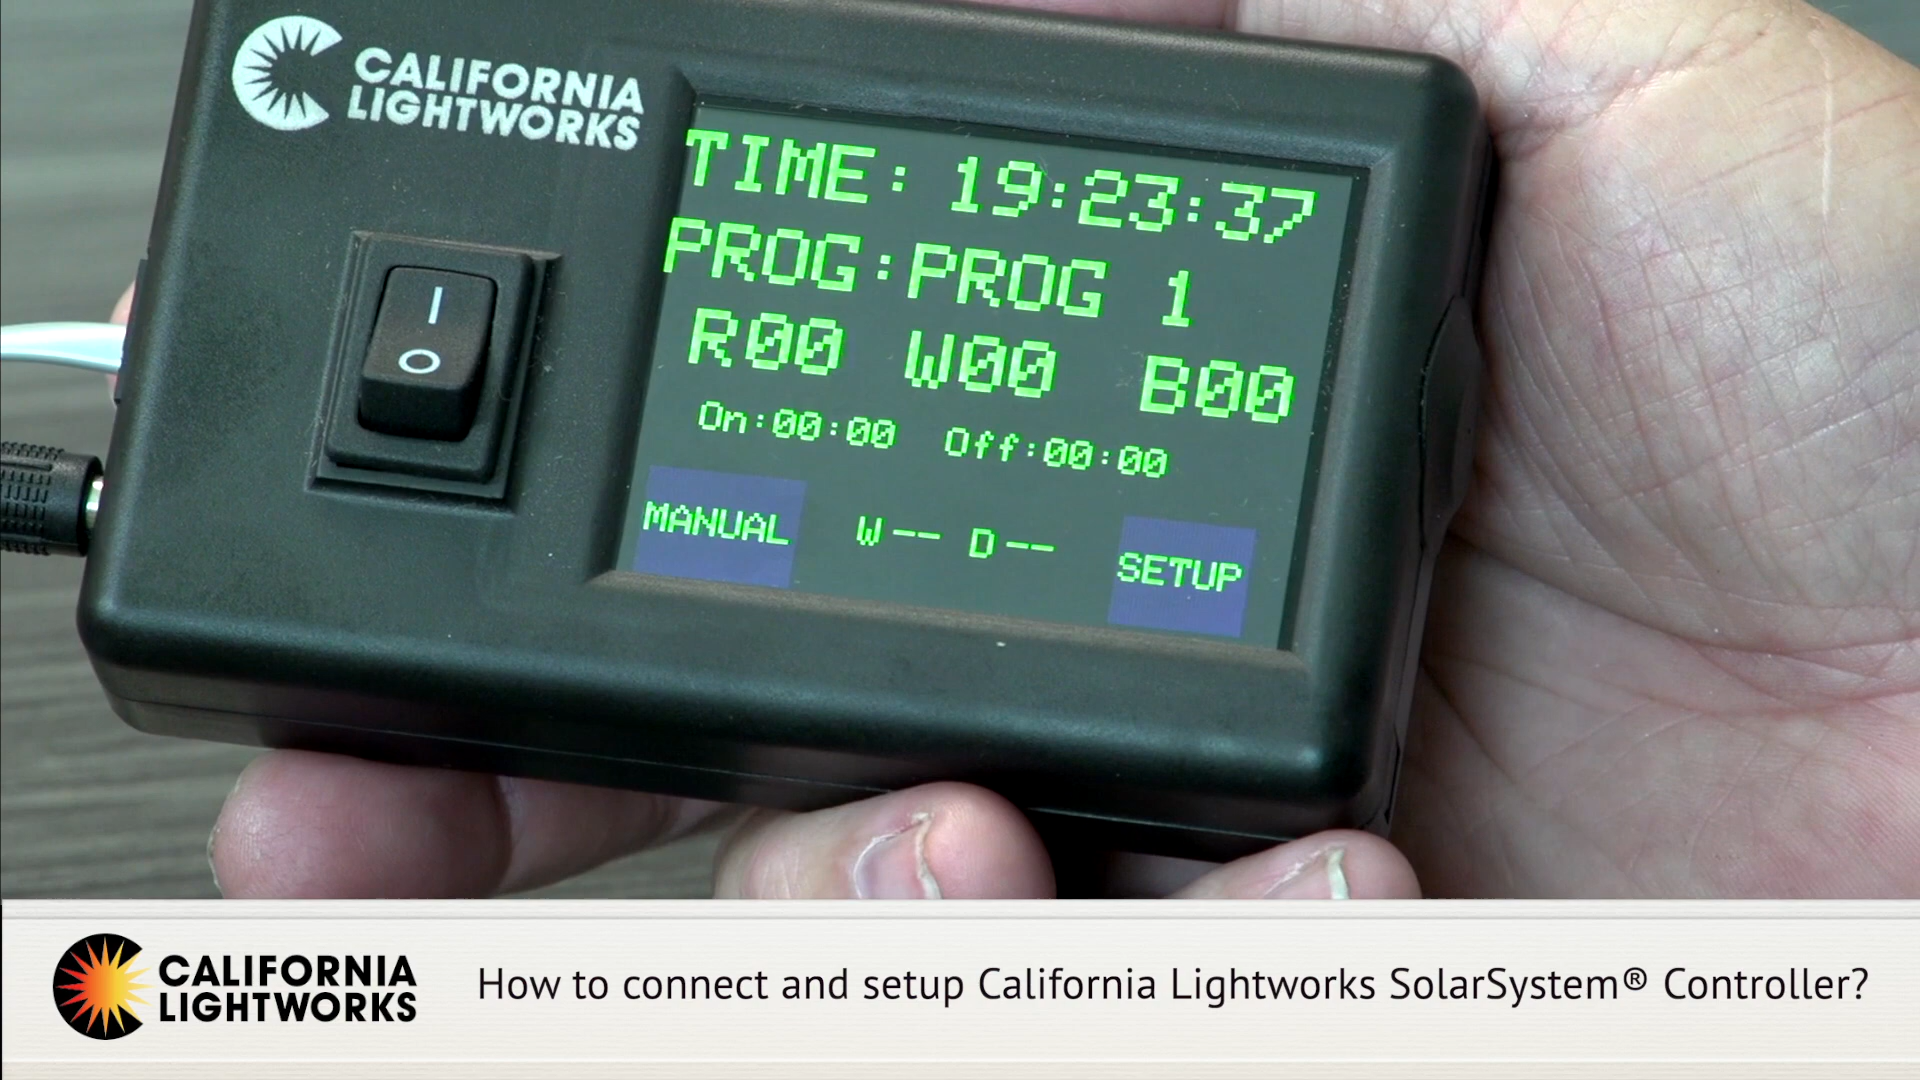 CALIFORNIA
LIGHTWORKS
TIME: 19:23:37
PROG:PROG 1
R00 W00 B00
On:00:00 Off:00:00
MANUAL W-- D-- SETUP
I
O
CALIFORNIA
LIGHTWORKS
How to connect and setup California Lightworks SolarSystem® Controller?